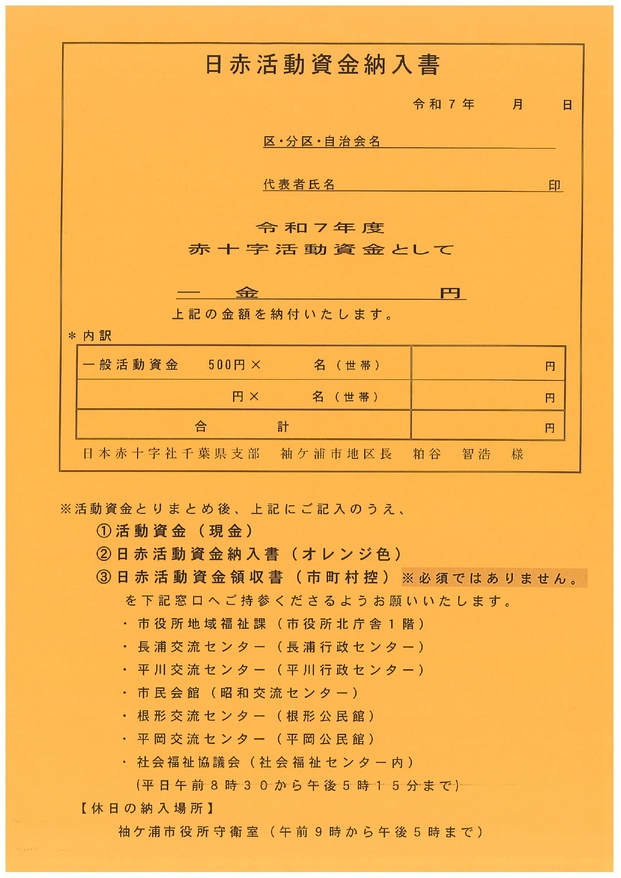 日赤活動資金納入書
令和7年　　月　　日
区・分区・自治会名
代表者氏名　　　　　　　　　　印
令和7年度
赤十字活動資金として
一　金　　　　　　　　円
上記の金額を納付いたします。
＊内訳
一般活動資金　500円×　　　名（世帯）　　　円
円×　　　名（世帯）　　　円
合　　　計　　　円
日本赤十字社千葉県支部　袖ケ浦市地区長　粕谷　智浩　様
※活動資金とりまとめ後、上記にご記入のうえ、
①活動資金（現金）
②日赤活動資金納入書（オレンジ色）
③日赤活動資金領収書（市町村控）※必須ではありません。
を下記窓口へご持参くださるようお願いいたします。
・市役所地域福祉課（市役所北庁舎1階）
・長浦交流センター（長浦行政センター）
・平川交流センター（平川行政センター）
・市民会館（昭和交流センター）
・根形交流センター（根形公民館）
・平岡交流センター（平岡公民館）
・社会福祉協議会（社会福祉センター内）
(平日午前8時30から午後5時15分まで)
【休日の納入場所】
袖ケ浦市役所守衛室（午前9時から午後5時まで）